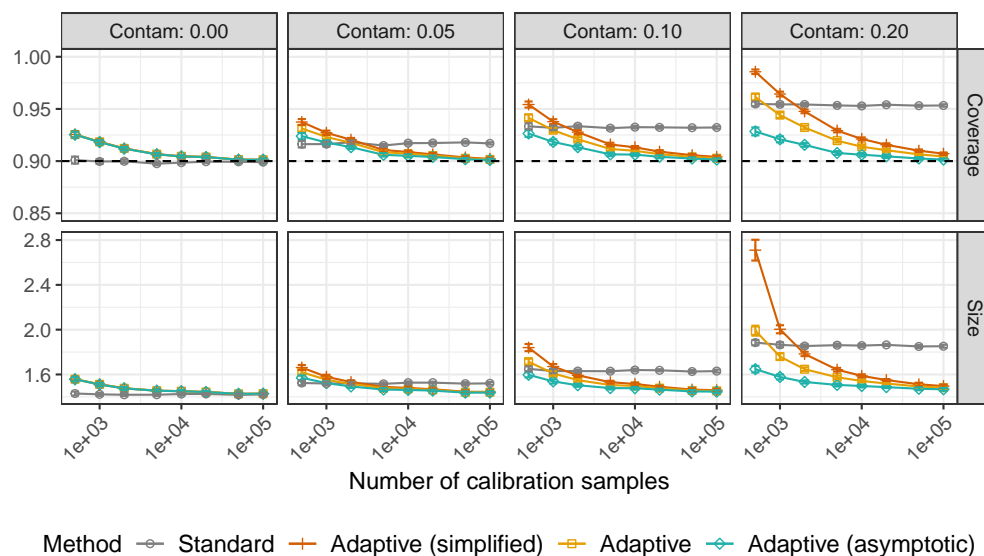 Contam: 0.00 Contam: 0.05 Contam: 0.10 Contam: 0.20
1.00
0.95
0.90
0.85
Coverage
2.8
2.4
2.0
1.6
Size
1e+03 1e+04 1e+05 1e+03 1e+04 1e+05 1e+03 1e+04 1e+05 1e+03 1e+04 1e+05
Number of calibration samples
Method Standard Adaptive (simplified) Adaptive Adaptive (asymptotic)